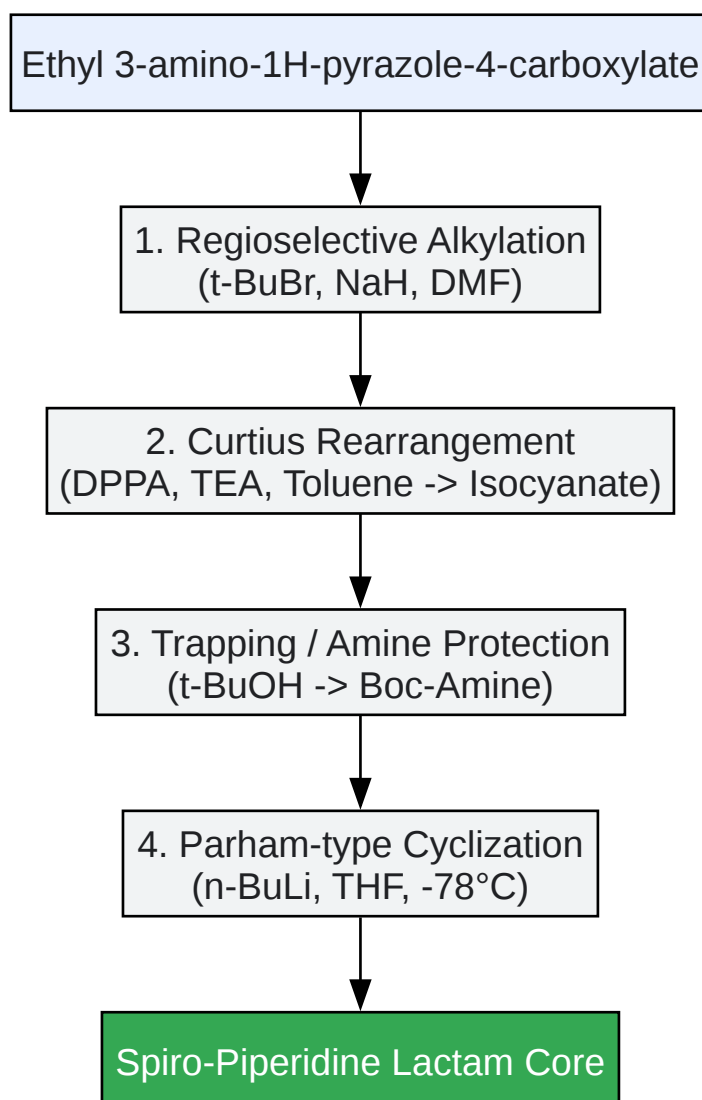 Ethyl 3-amino-1H-pyrazole-4-carboxylate
1. Regioselective Alkylation
(t-BuBr, NaH, DMF)
2. Curtius Rearrangement
(DPPA, TEA, Toluene -> Isocyanate)
3. Trapping / Amine Protection
(t-BuOH -> Boc-Amine)
4. Parham-type Cyclization
(n-BuLi, THF, -78°C)
Spiro-Piperidine Lactam Core